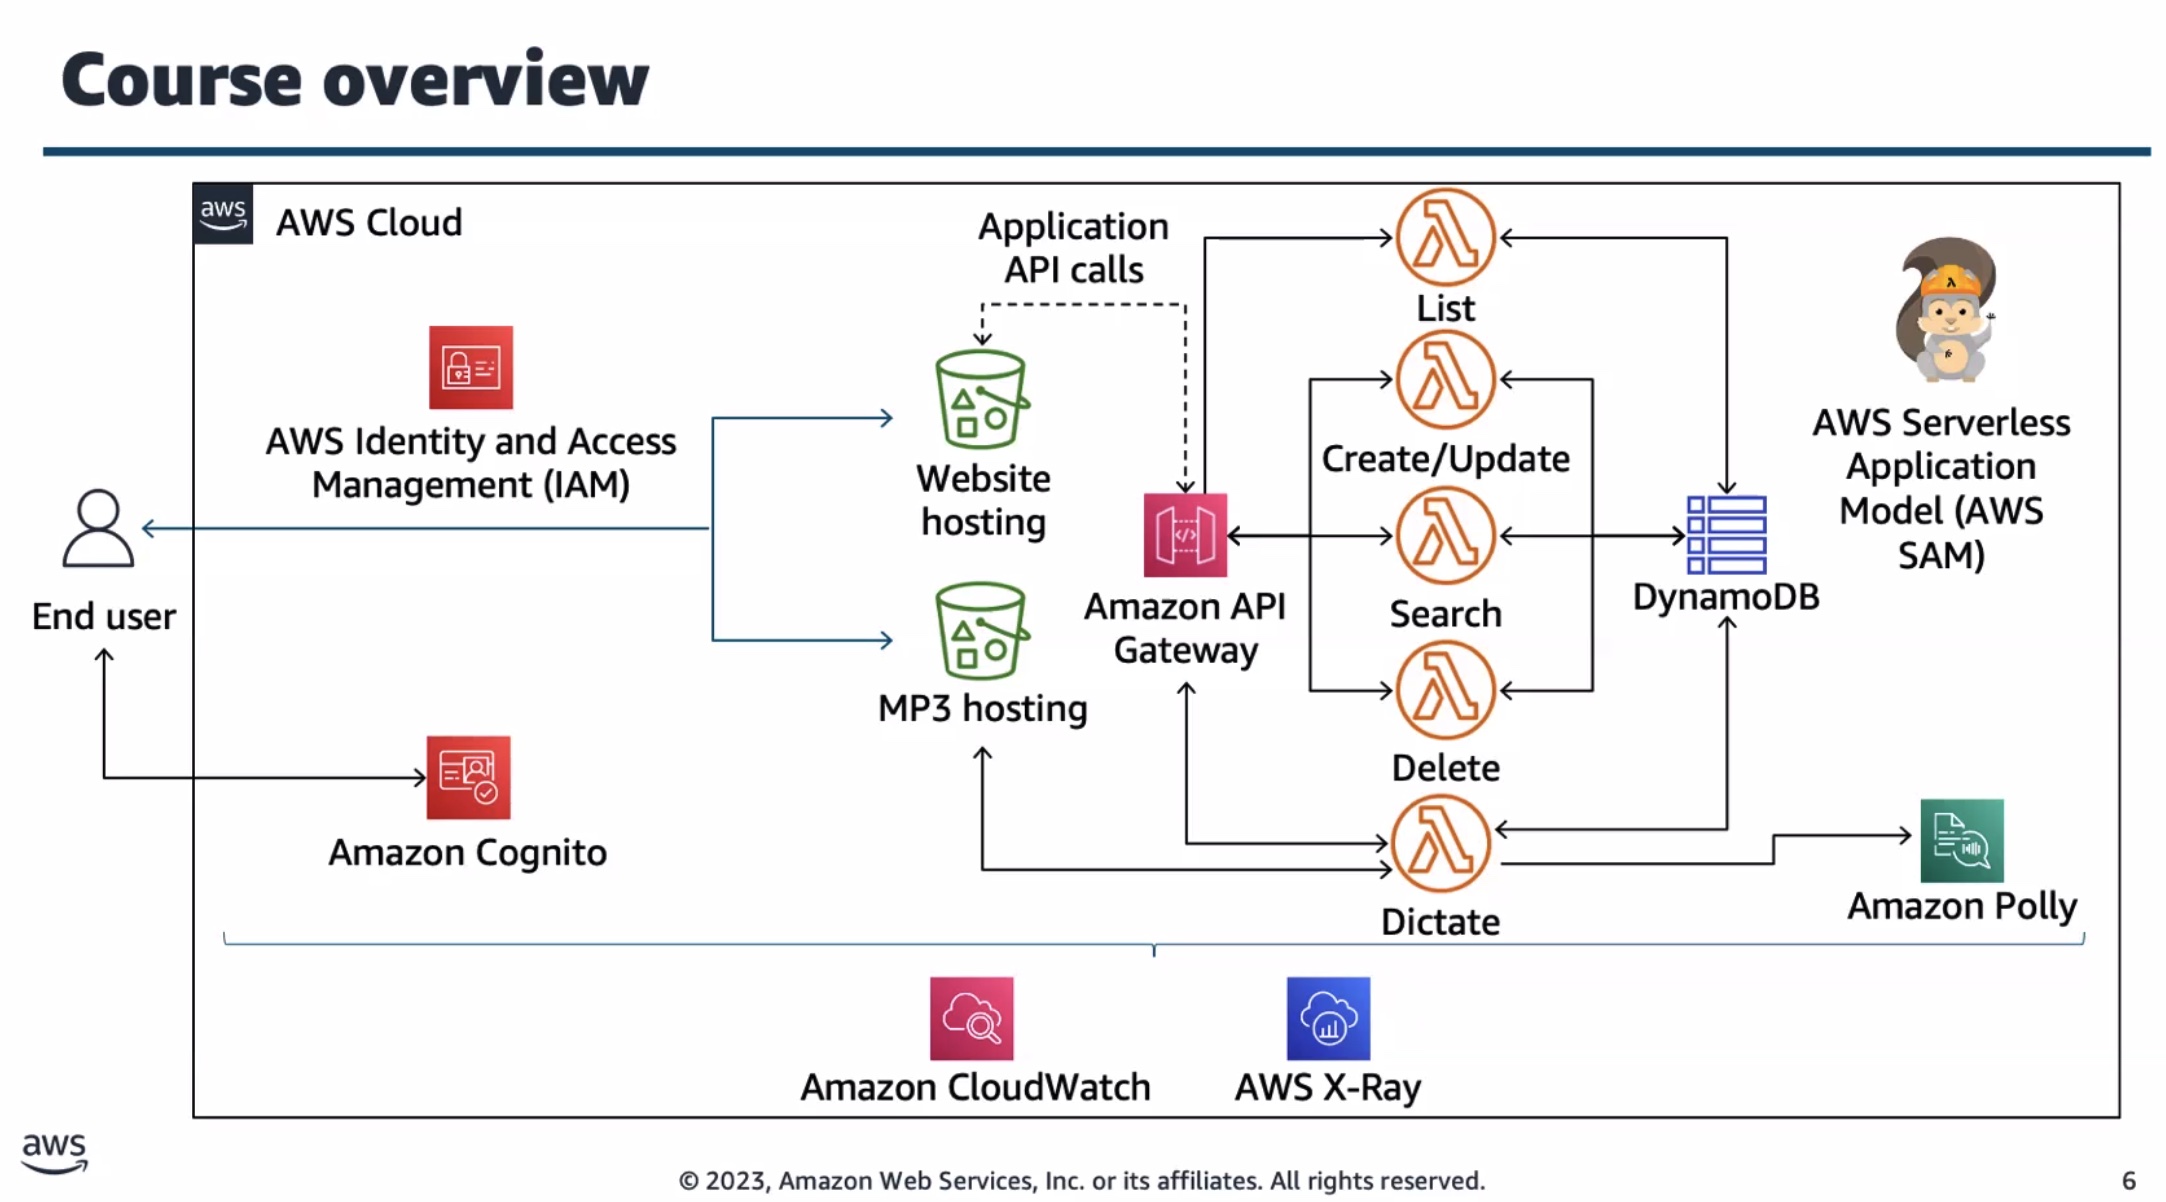 Course overview
aws
AWS Cloud
Application
API calls
List
AWS Identity and Access
Management (IAM)
Website
hosting
Create/Update
AWS Serverless
Application
Model (AWS
SAM)
End user
Amazon API
Gateway
Search
DynamoDB
MP3 hosting
Delete
Amazon Cognito
Dictate
Amazon Polly
Amazon CloudWatch
AWS X-Ray
aws
© 2023, Amazon Web Services, Inc. or its affiliates. All rights reserved.
6